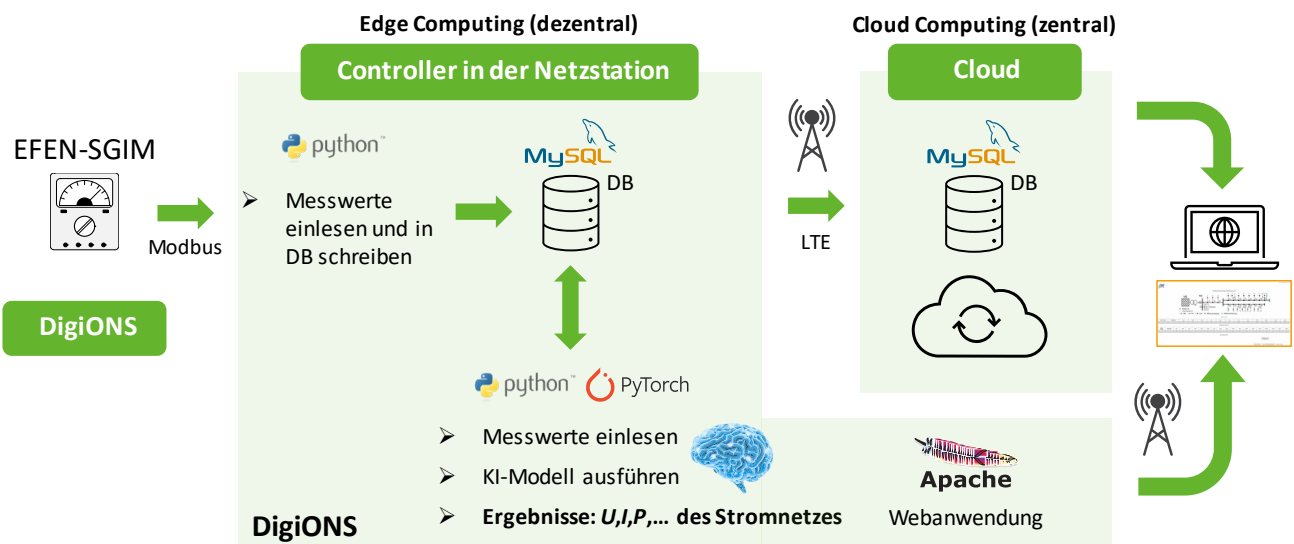 Edge Computing (dezentral)
Cloud Computing (zentral)
Controller in der Netzstation
Cloud
EFEN-SGIM
Modbus
DigiONS
python™
➢ Messwerte
einlesen und in
DB schreiben
MySQL
DB
LTE
MySQL
DB
python™
PyTorch
➢ Messwerte einlesen
➢ KI-Modell ausführen
➢ Ergebnisse: U,I,P,... des Stromnetzes
DigiONS
Apache
Webanwendung